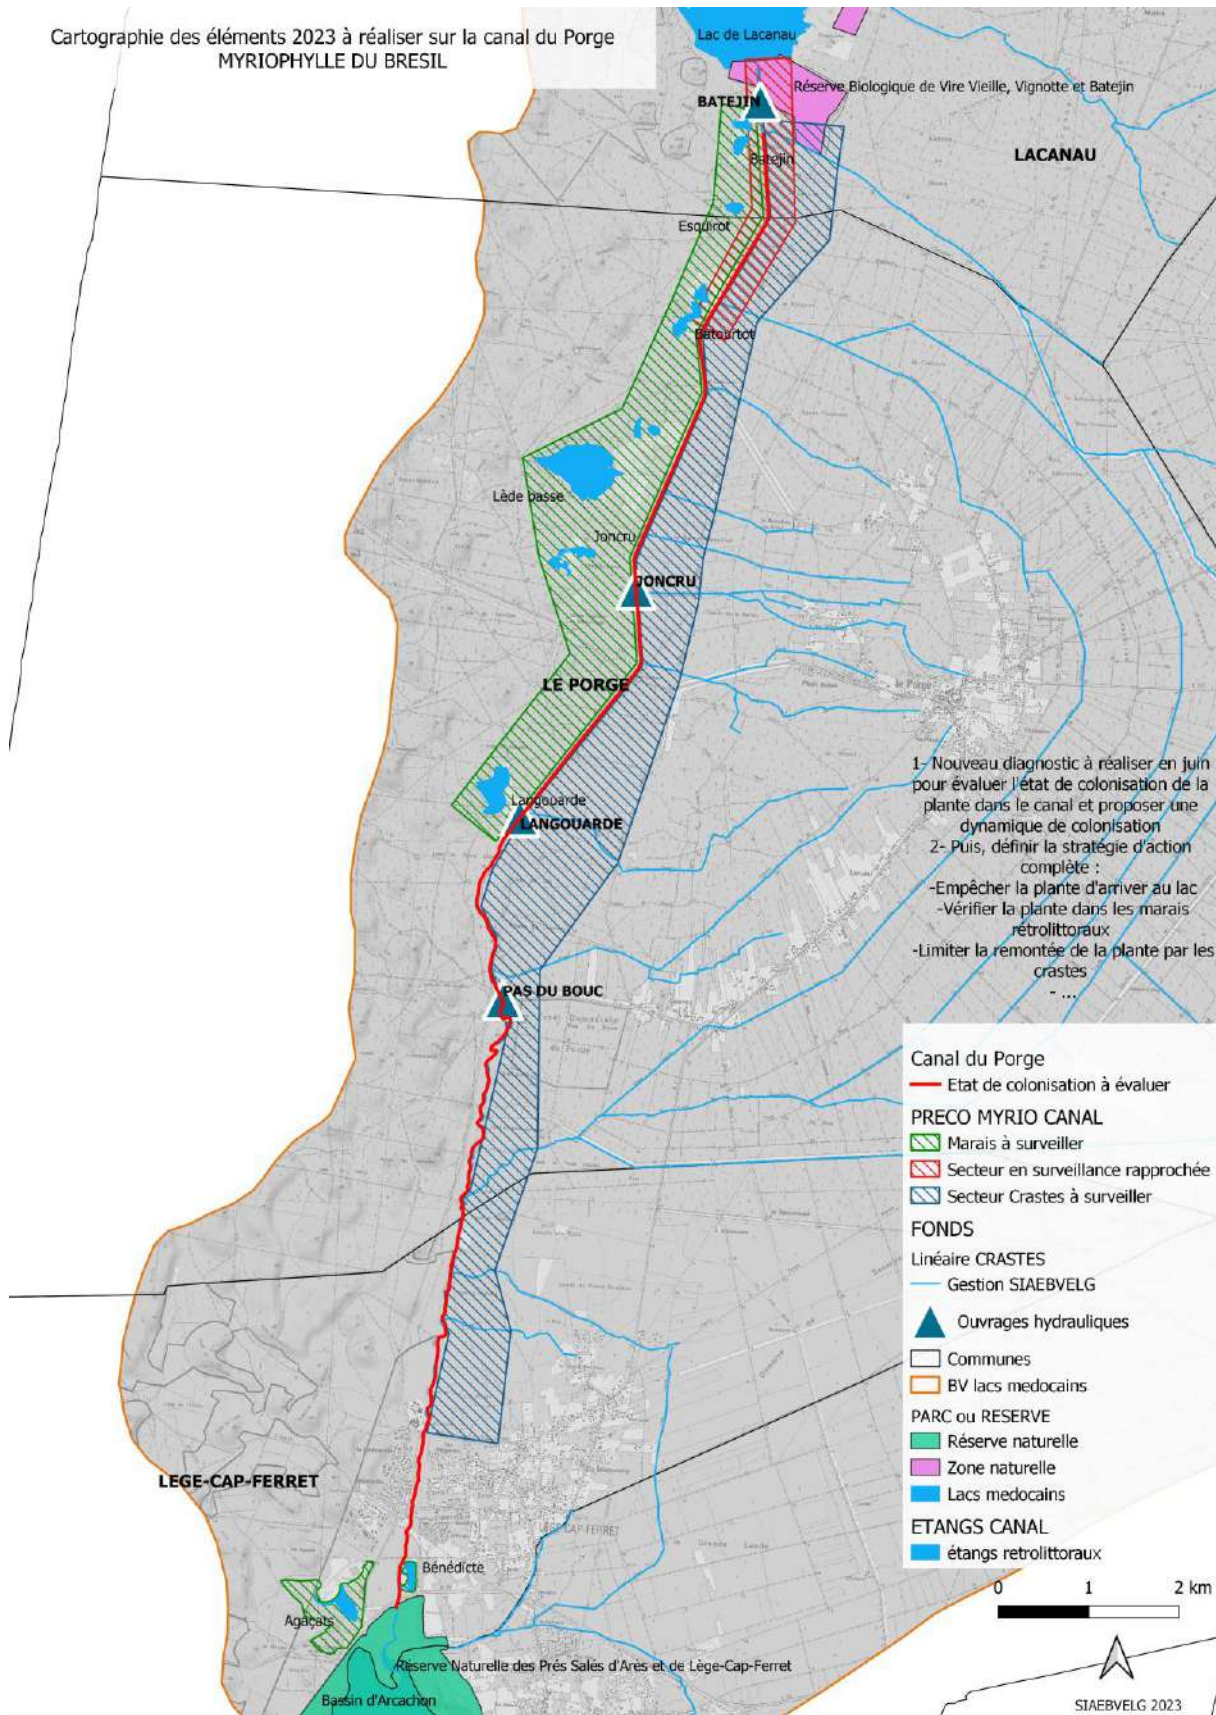 Cartographie des éléments 2023 à réaliser sur la canal du Porge
MYRIOPHYLLE DU BRESIL
Lac de Lacanau
Réserve Biologique de Vire Vieille, Vignotte et Batejin
BATEJIN
LACANAU
Batejin
Esquirot
Batourtot
Lède basse
Joncru
JONCRU
LE PORGE
le Porge
Langouarde
LANGOUARDE
1- Nouveau diagnostic à réaliser en juin
pour évaluer l'état de colonisation de la
plante dans le canal et proposer une
dynamique de colonisation
2- Puis, définir la stratégie d'action
complète :
-Empêcher la plante d'arriver au lac
-Vérifier la plante dans les marais
rétrolittoraux
-Limiter la remontée de la plante par les
crastes
- ...
PAS DU BOUC
Canal du Porge
Etat de colonisation à évaluer
PRECO MYRIO CANAL
Marais à surveiller
Secteur en surveillance rapprochée
Secteur Crastes à surveiller
FONDS
Linéaire CRASTES
Gestion SIAEBVELG
Ouvrages hydrauliques
Communes
BV lacs medocains
PARC ou RESERVE
Réserve naturelle
Zone naturelle
Lacs medocains
ETANGS CANAL
étangs retrolittoraux
LEGE-CAP-FERRET
LEGE-CAP-FERRET
Bénédicte
Agaçats
Réserve Naturelle des Prés Salés d'Arès et de Lège-Cap-Ferret
Bassin d'Arcachon
0 1 2 km
SIAEBVELG 2023